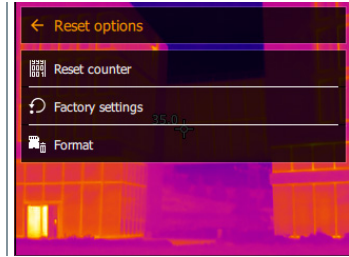 Reset options
Reset counter
Factory settings
35.0
Format